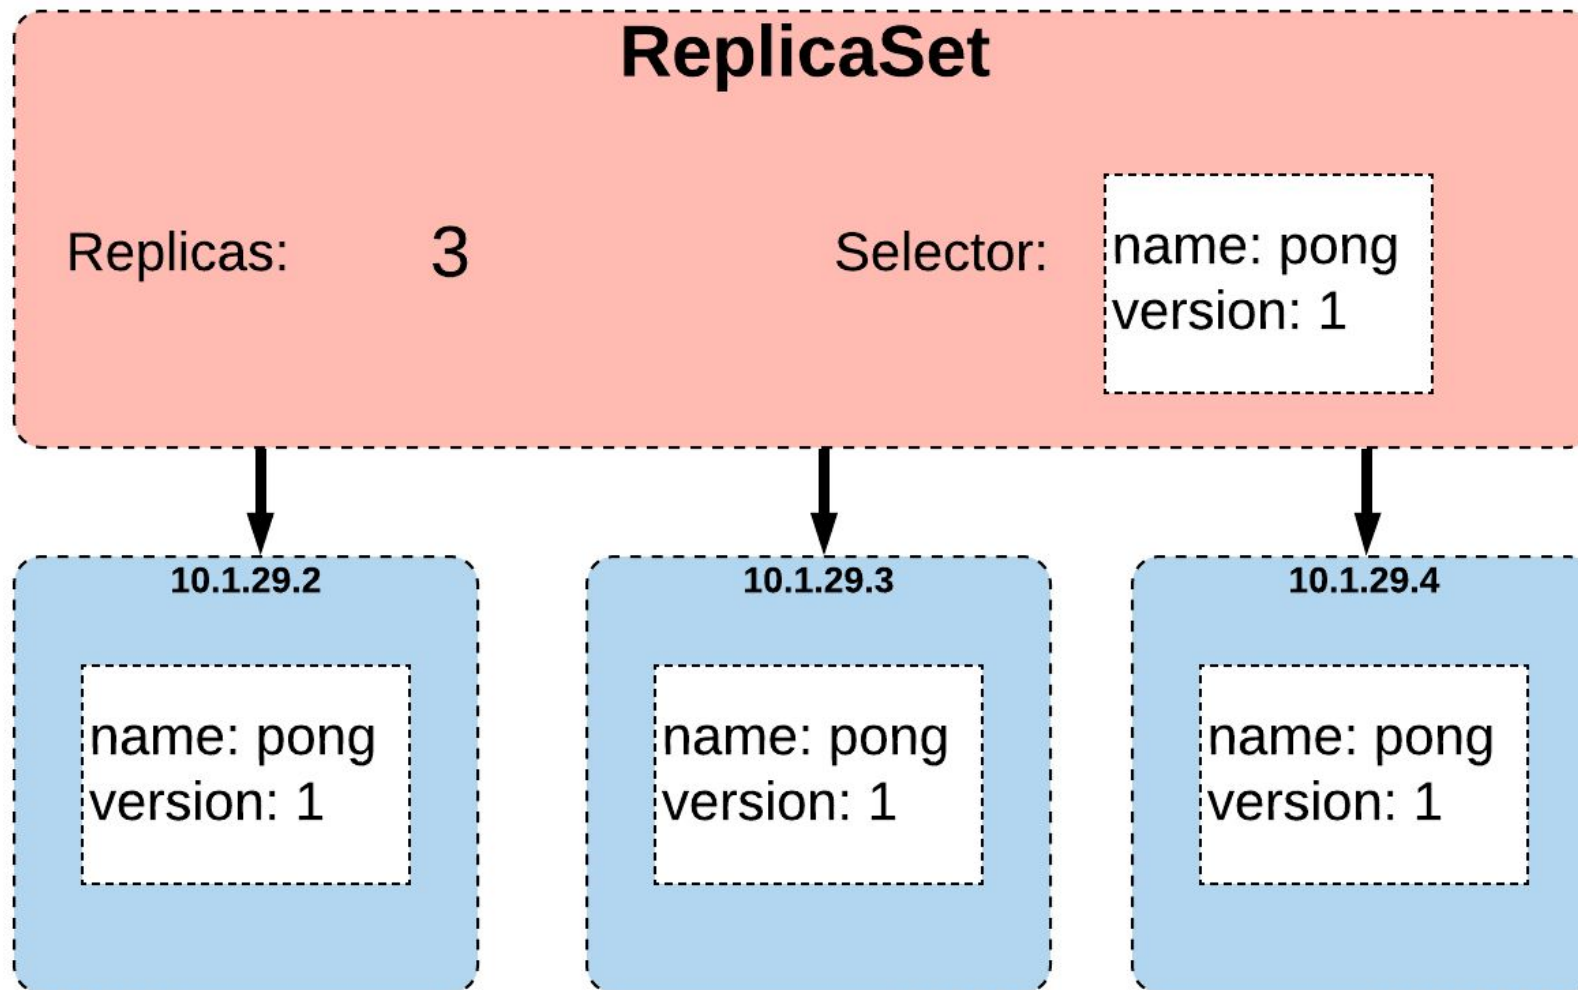 ReplicaSet
Replicas: 3
Selector:
name: pong
version: 1
10.1.29.2
name: pong
version: 1
10.1.29.3
name: pong
version: 1
10.1.29.4
name: pong
version: 1